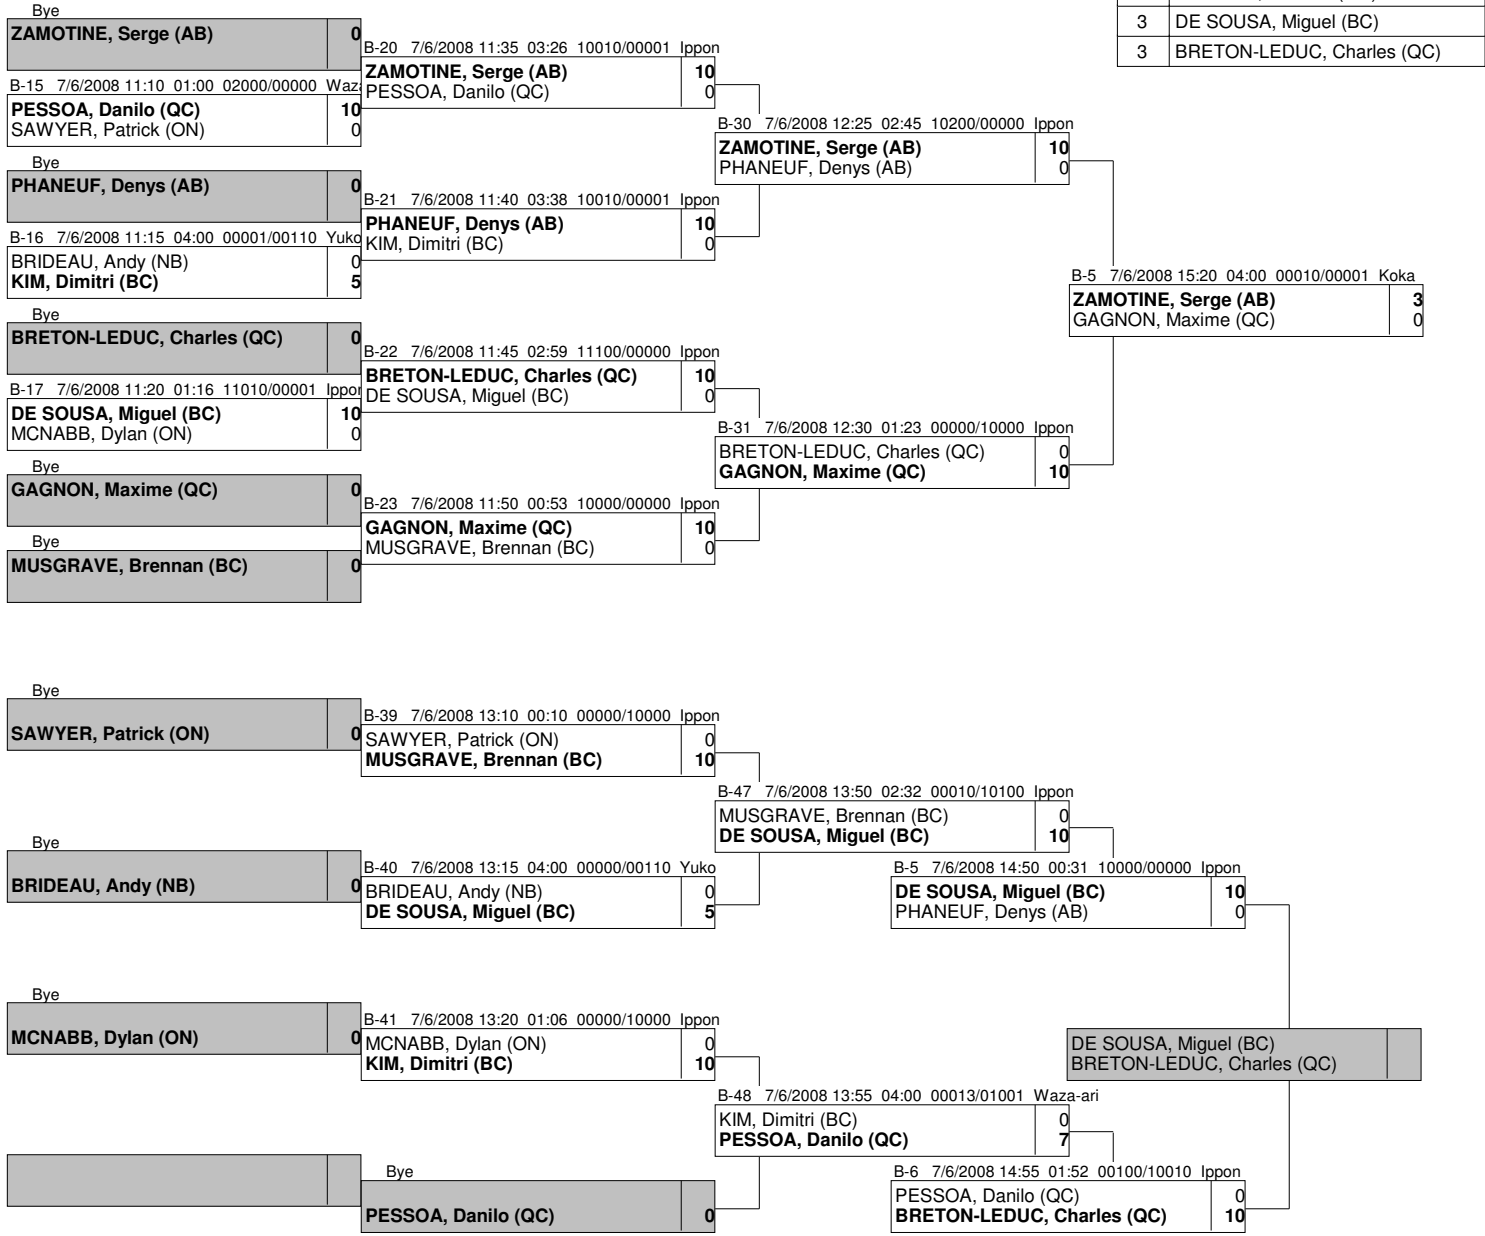 3 DE SOUSA, Miguel (BC)
3 BRETON-LEDUC, Charles (QC)
Bye
ZAMOTINE, Serge (AB) 0
B-15 7/6/2008 11:10 01:00 02000/00000 Waza
PESSOA, Danilo (QC) 10
SAWYER, Patrick (ON) 0
Bye
PHANEUF, Denys (AB) 0
B-16 7/6/2008 11:15 04:00 00001/00110 Yuko
BRIDEAU, Andy (NB) 0
KIM, Dimitri (BC) 5
Bye
BRETON-LEDUC, Charles (QC) 0
B-17 7/6/2008 11:20 01:16 11010/00001 Ippon
DE SOUSA, Miguel (BC) 10
MCNABB, Dylan (ON) 0
Bye
GAGNON, Maxime (QC) 0
Bye
MUSGRAVE, Brennan (BC) 0
B-20 7/6/2008 11:35 03:26 10010/00001 Ippon
ZAMOTINE, Serge (AB) 10
PESSOA, Danilo (QC) 0
B-21 7/6/2008 11:40 03:38 10010/00001 Ippon
PHANEUF, Denys (AB) 10
KIM, Dimitri (BC) 0
B-22 7/6/2008 11:45 02:59 11100/00000 Ippon
BRETON-LEDUC, Charles (QC) 10
DE SOUSA, Miguel (BC) 0
B-23 7/6/2008 11:50 00:53 10000/00000 Ippon
GAGNON, Maxime (QC) 10
MUSGRAVE, Brennan (BC) 0
B-30 7/6/2008 12:25 02:45 10200/00000 Ippon
ZAMOTINE, Serge (AB) 10
PHANEUF, Denys (AB) 0
B-31 7/6/2008 12:30 01:23 00000/10000 Ippon
BRETON-LEDUC, Charles (QC) 0
GAGNON, Maxime (QC) 10
B-5 7/6/2008 15:20 04:00 00010/00001 Koka
ZAMOTINE, Serge (AB) 3
GAGNON, Maxime (QC) 0
Bye
SAWYER, Patrick (ON) 0
Bye
BRIDEAU, Andy (NB) 0
Bye
MCNABB, Dylan (ON) 0
B-39 7/6/2008 13:10 00:10 00000/10000 Ippon
SAWYER, Patrick (ON) 0
MUSGRAVE, Brennan (BC) 10
B-40 7/6/2008 13:15 04:00 00000/00110 Yuko
BRIDEAU, Andy (NB) 0
DE SOUSA, Miguel (BC) 5
B-41 7/6/2008 13:20 01:06 00000/10000 Ippon
MCNABB, Dylan (ON) 0
KIM, Dimitri (BC) 10
Bye
PESSOA, Danilo (QC) 0
B-47 7/6/2008 13:50 02:32 00010/10100 Ippon
MUSGRAVE, Brennan (BC) 0
DE SOUSA, Miguel (BC) 10
B-48 7/6/2008 13:55 04:00 00013/01001 Waza-ari
KIM, Dimitri (BC) 0
PESSOA, Danilo (QC) 7
B-5 7/6/2008 14:50 00:31 10000/00000 Ippon
DE SOUSA, Miguel (BC) 10
PHANEUF, Denys (AB) 0
B-6 7/6/2008 14:55 01:52 00100/10010 Ippon
PESSOA, Danilo (QC) 0
BRETON-LEDUC, Charles (QC) 10
DE SOUSA, Miguel (BC)
BRETON-LEDUC, Charles (QC)